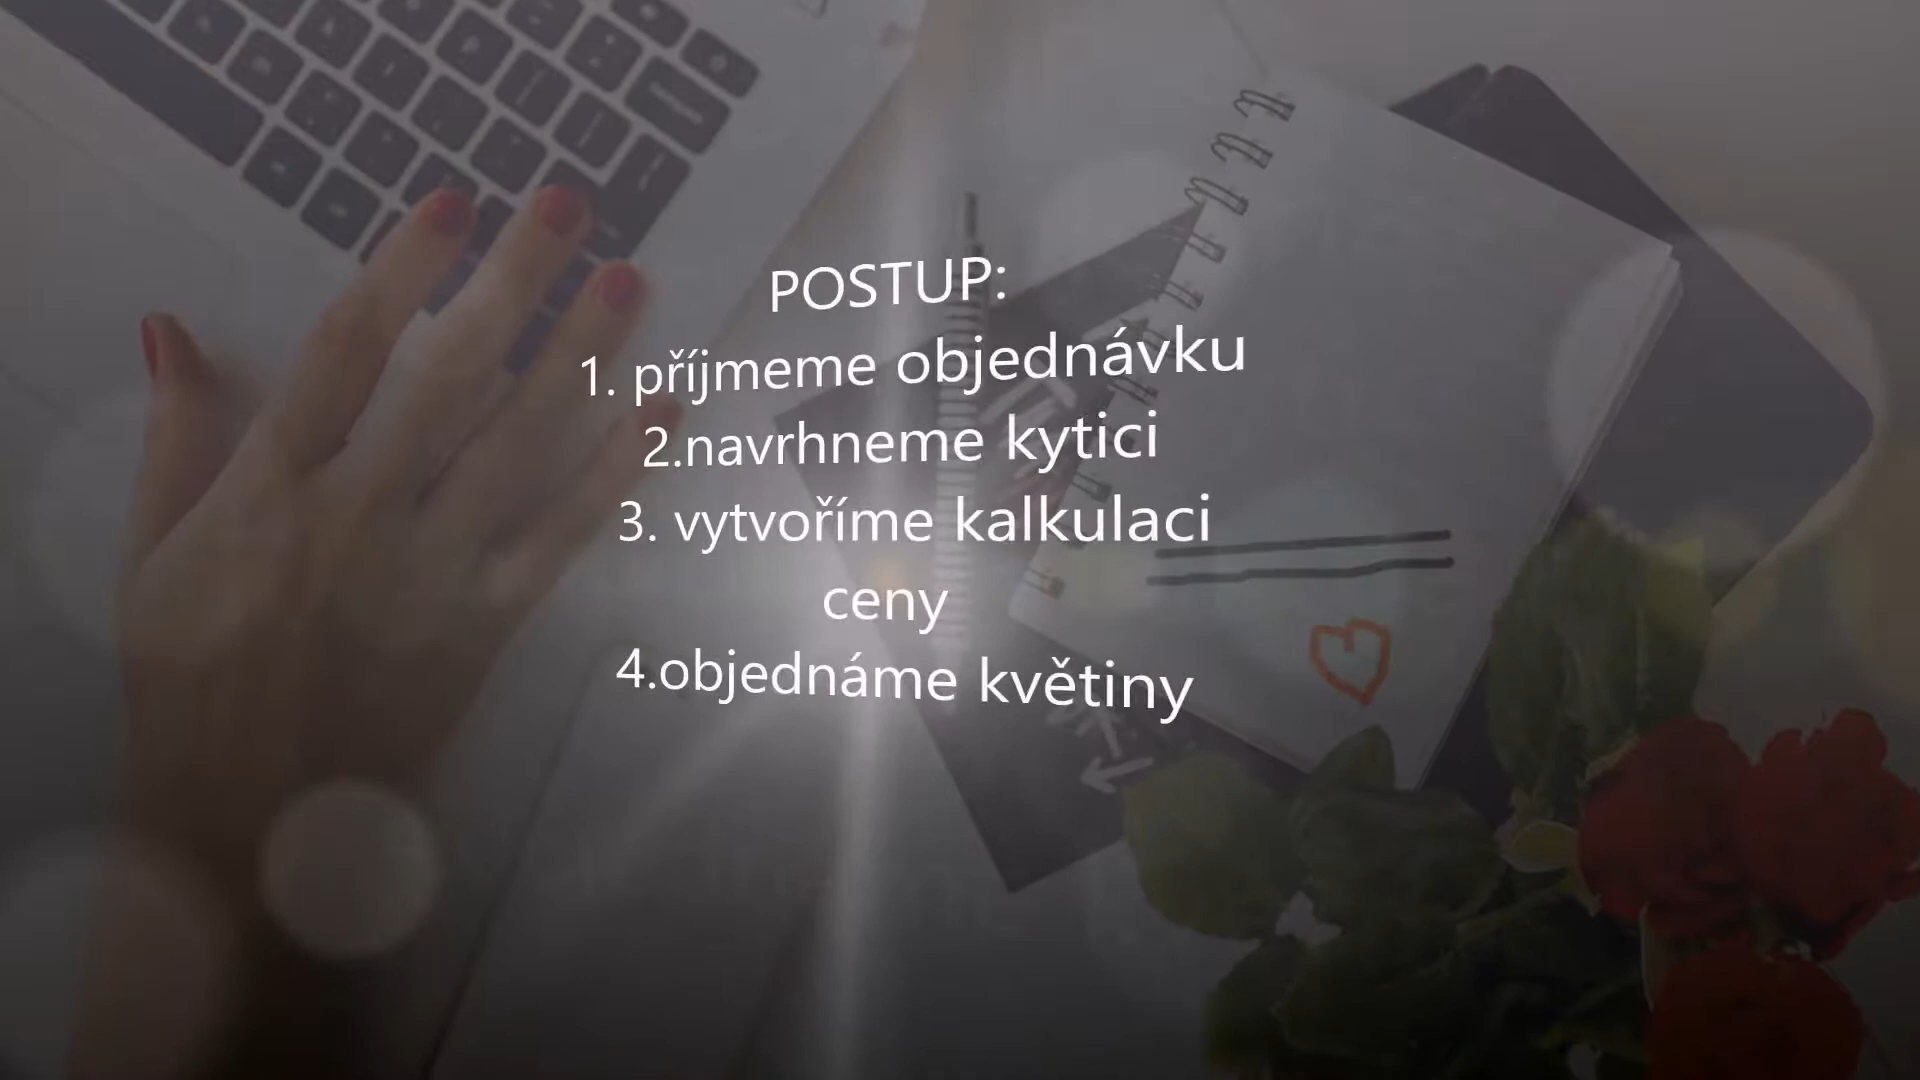 POSTUP:
1. příjmeme objednávku
2.navrhneme kytici
3. vytvoříme kalkulaci
ceny
4.objednáme květiny